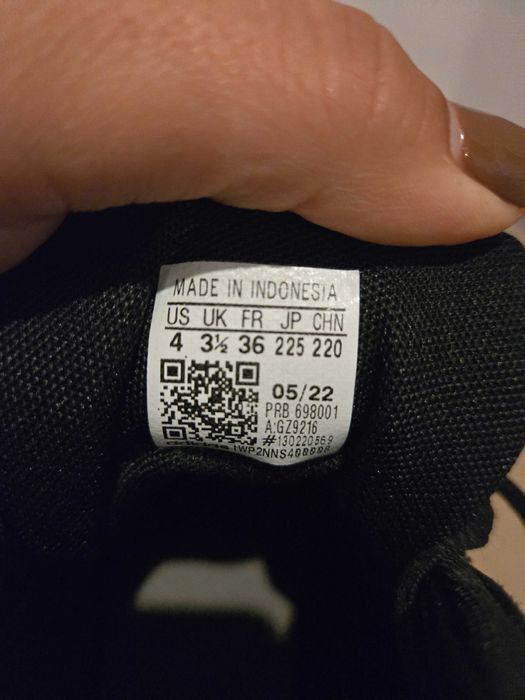 MADE IN INDONESIA
US UK FR JP CHN
4 3½ 36 225 220
05/22
PRB 698001
A:GZ9216
#130220569